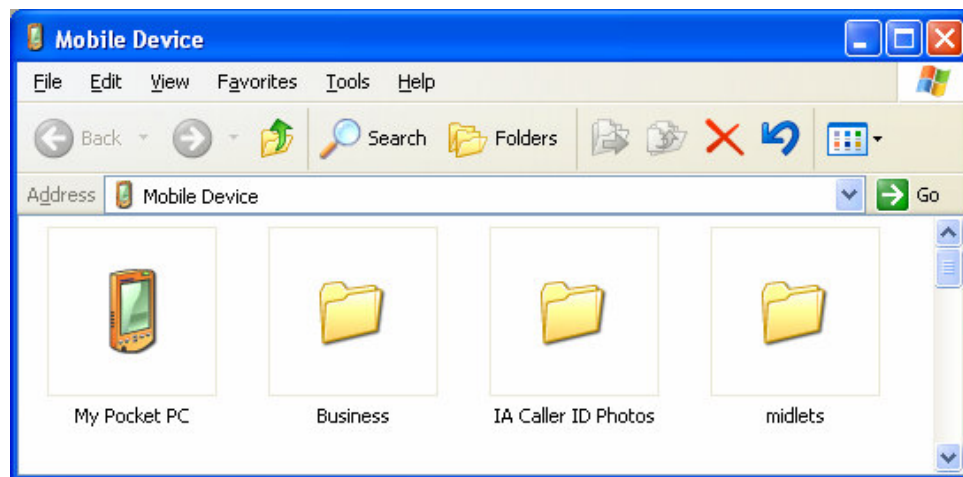 Mobile Device
File Edit View Favorites Tools Help
Back Search Folders
Address Mobile Device Go
My Pocket PC Business IA Caller ID Photos midlets